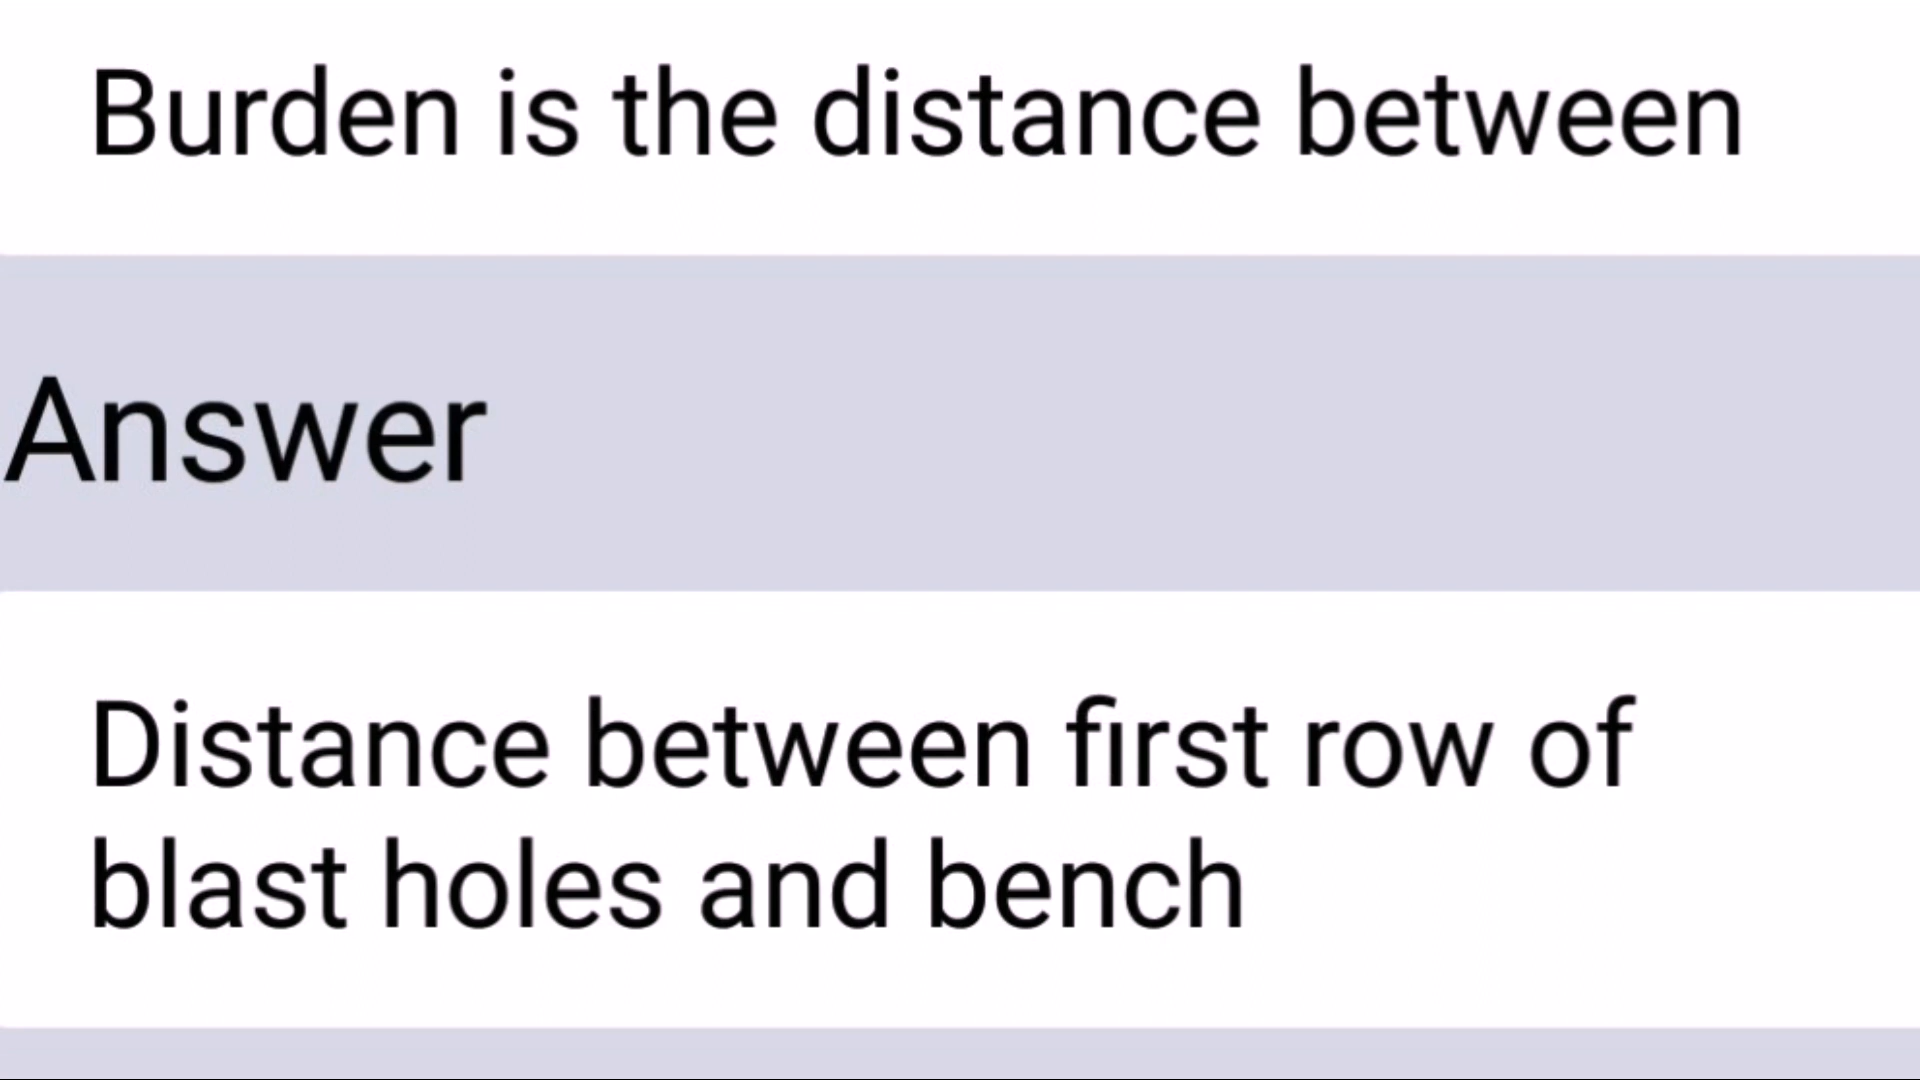 Burden is the distance between
Answer
Distance between first row of
blast holes and bench